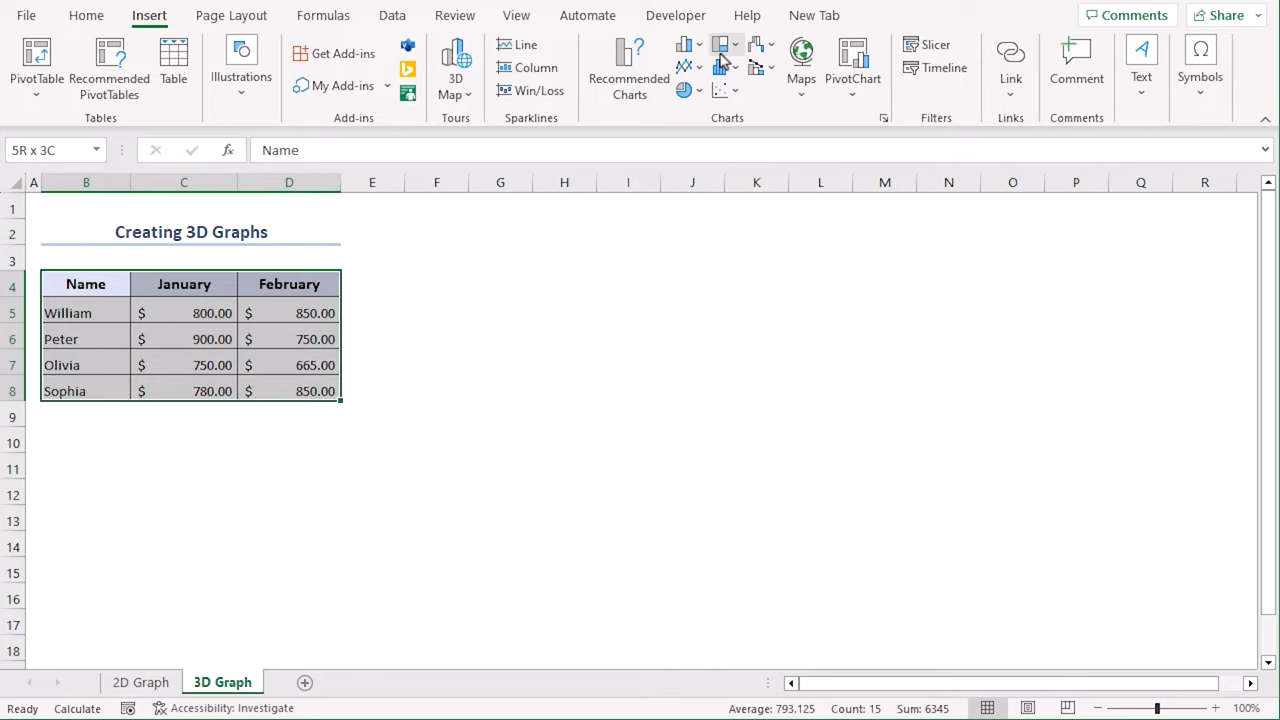 File Insert Page Layout Formulas Data Review View Automate Developer Help New Tab Comments Share
PivotTable Recommended PivotTables Table Illustrations Get Add-ins My Add-ins 3D Map Line Column Win/Loss Recommended Charts Maps PivotChart Slicer Timeline Link Comment Text Symbols
Tables Add-ins Tours Sparklines Charts Filters Links Comments
5R x 3C fx Name
A B C D E F G H I J K L M N O P Q R
1
2 Creating 3D Graphs
3
4 Name January February
5 William $ 800.00 $ 850.00
6 Peter $ 900.00 $ 750.00
7 Olivia $ 750.00 $ 665.00
8 Sophia $ 780.00 $ 850.00
9
10
11
12
13
14
15
16
17
18
2D Graph 3D Graph
Ready Calculate Accessibility: Investigate Average: 793.125 Count: 15 Sum: 6345 100%